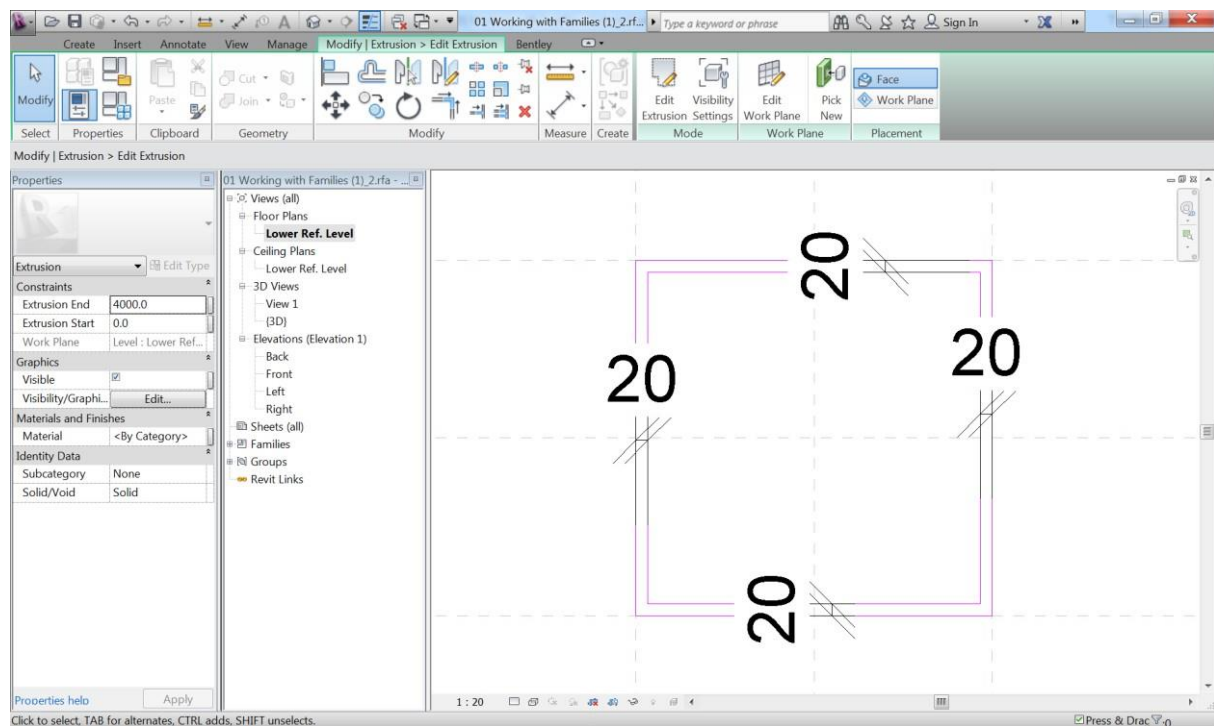 01 Working with Families (1)_2.rf...
Type a keyword or phrase
Sign In
Create Insert Annotate View Manage Modify | Extrusion > Edit Extrusion Bentley
Modify
Paste
Cut
Join
Edit Extrusion
Visibility Settings
Edit Work Plane
Pick New
Face
Work Plane
Select Properties Clipboard Geometry Modify Measure Create Mode Work Plane Placement
Modify | Extrusion > Edit Extrusion
Properties
Extrusion Edit Type
Constraints
Extrusion End 4000.0
Extrusion Start 0.0
Work Plane Level : Lower Ref...
Graphics
Visible
Visibility/Graphi... Edit...
Materials and Finishes
Material <By Category>
Identity Data
Subcategory None
Solid/Void Solid
Properties help Apply
01 Working with Families (1)_2.rfa - ...
Views (all)
Floor Plans
Lower Ref. Level
Ceiling Plans
Lower Ref. Level
3D Views
View 1
{3D}
Elevations (Elevation 1)
Back
Front
Left
Right
Sheets (all)
Families
Groups
Revit Links
20
20
20
20
1 : 20
Click to select, TAB for alternates, CTRL adds, SHIFT unselects.
Press & Drac